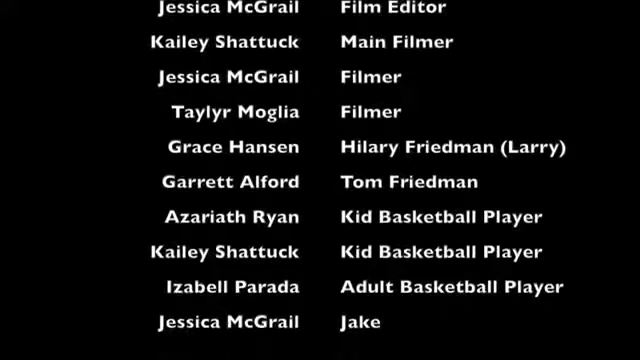 Jessica McGrail Film Editor
Kailey Shattuck Main Filmer
Jessica McGrail Filmer
Taylyr Moglia Filmer
Grace Hansen Hilary Friedman (Larry)
Garrett Alford Tom Friedman
Azariath Ryan Kid Basketball Player
Kailey Shattuck Kid Basketball Player
Izabell Parada Adult Basketball Player
Jessica McGrail Jake